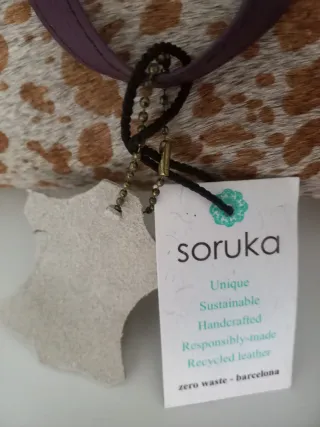 soruka
Unique
Sustainable
Handcrafted
Responsibly-made
Recycled leather
zero waste - barcelona